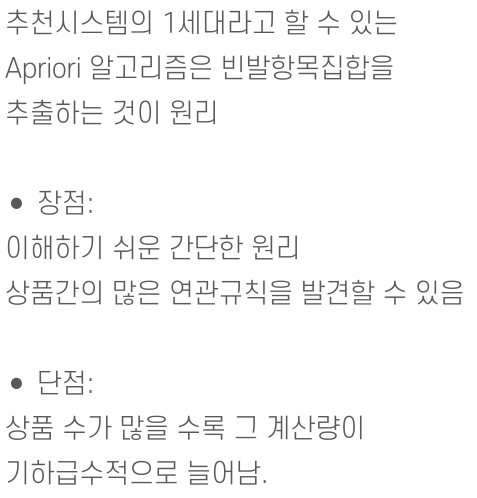 추천시스템의 1세대라고 할 수 있는
Apriori 알고리즘은 빈발항목집합을
추출하는 것이 원리
• 장점:
이해하기 쉬운 간단한 원리
상품간의 많은 연관규칙을 발견할 수 있음
• 단점:
상품 수가 많을 수록 그 계산량이
기하급수적으로 늘어남.